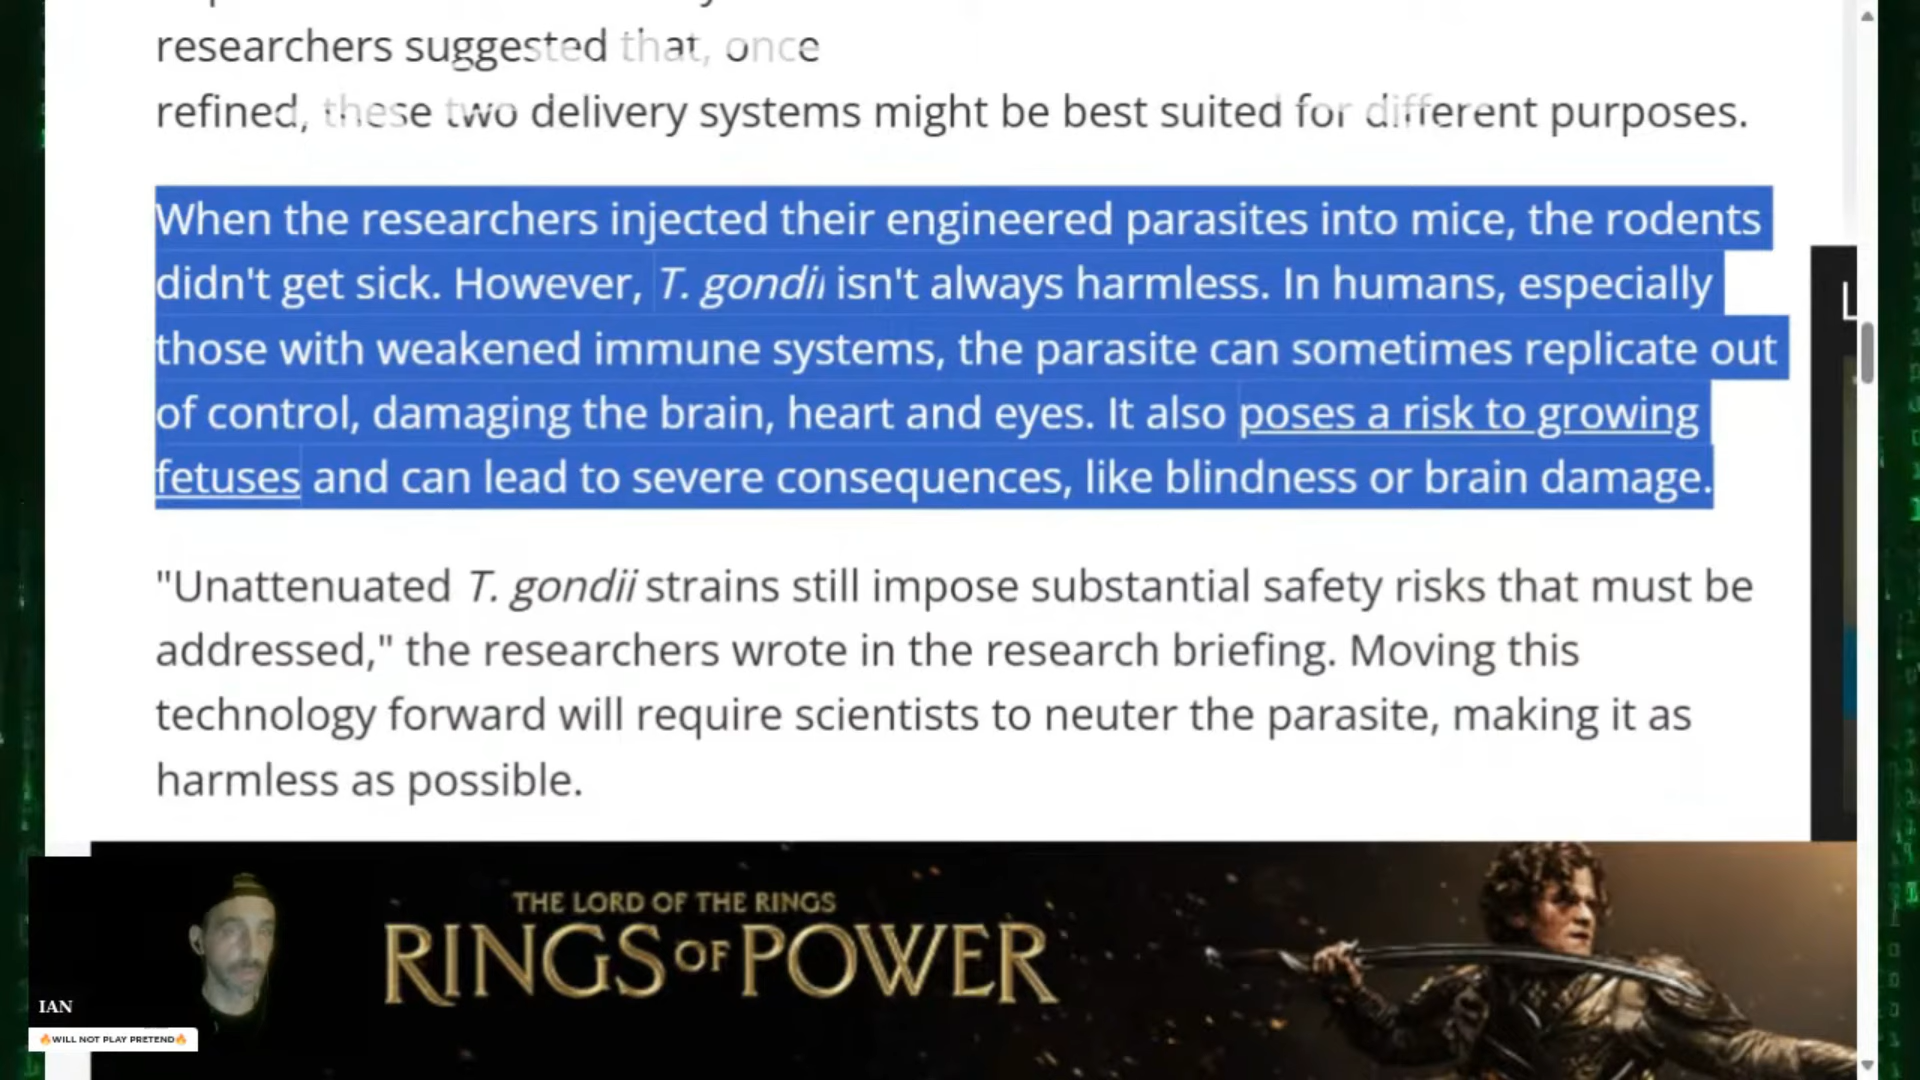 researchers suggested that, once
refined, these two delivery systems might be best suited for different purposes.
When the researchers injected their engineered parasites into mice, the rodents
didn't get sick. However, T. gondii isn't always harmless. In humans, especially
those with weakened immune systems, the parasite can sometimes replicate out
of control, damaging the brain, heart and eyes. It also poses a risk to growing
fetuses and can lead to severe consequences, like blindness or brain damage.
"Unattenuated T. gondii strains still impose substantial safety risks that must be
addressed," the researchers wrote in the research briefing. Moving this
technology forward will require scientists to neuter the parasite, making it as
harmless as possible.
THE LORD OF THE RINGS
RINGS OF POWER
IAN
🔥WILL NOT PLAY PRETEND🔥